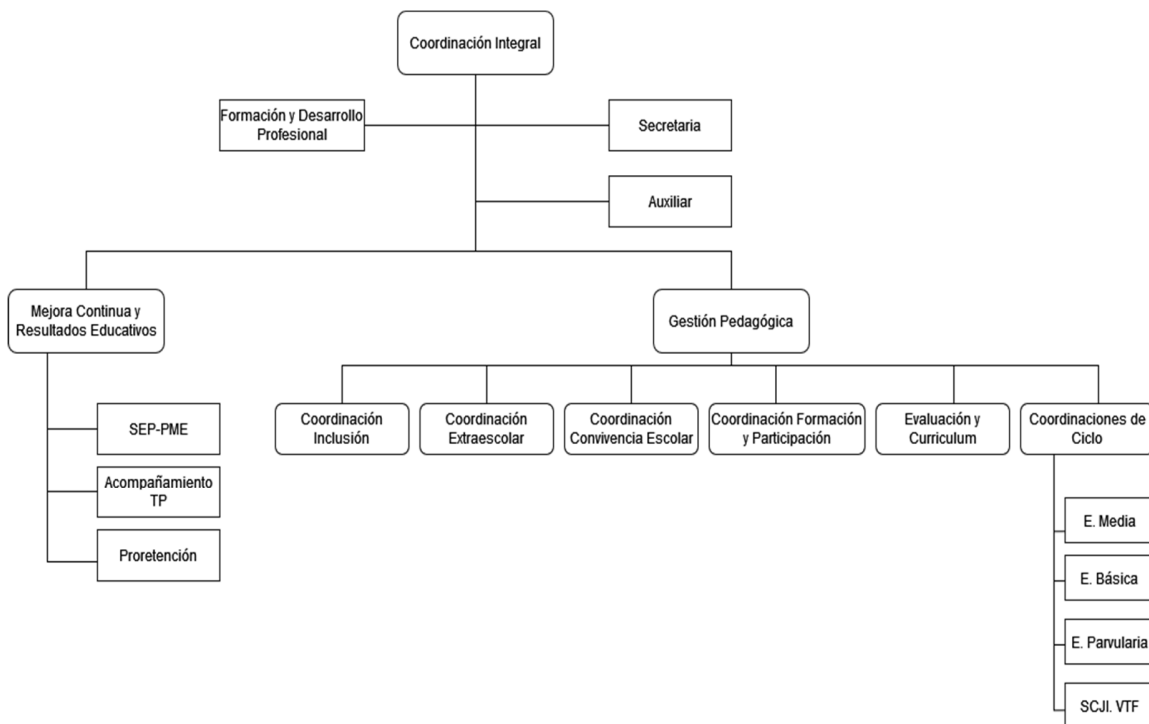 Coordinación Integral
Formación y Desarrollo
Profesional
Secretaria
Auxiliar
Mejora Continua y
Resultados Educativos
Gestión Pedagógica
SEP-PME
Acompañamiento
TP
Proretención
Coordinación
Inclusión
Coordinación
Extraescolar
Coordinación
Convivencia Escolar
Coordinación Formación
y Participación
Evaluación y
Curriculum
Coordinaciones de
Ciclo
E. Media
E. Básica
E. Parvularia
SCJI. VTF